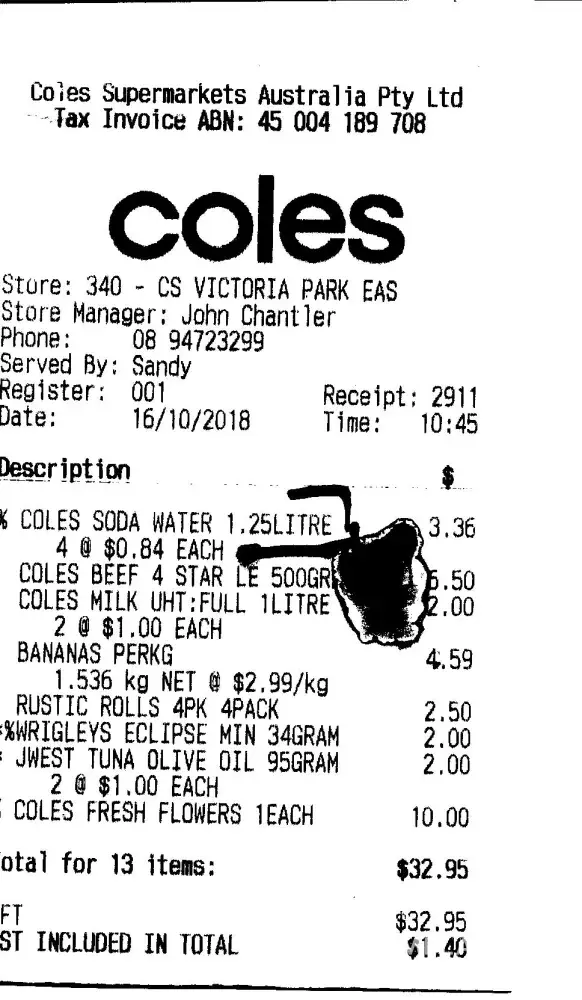 Coles Supermarkets Australia Pty Ltd
Tax Invoice ABN: 45 004 189 708
coles
Store: 340 - CS VICTORIA PARK EAS
Store Manager: John Chantler
Phone: 08 94723299
Served By: Sandy
Register: 001 Receipt: 2911
Date: 16/10/2018 Time: 10:45
Description $
% COLES SODA WATER 1.25LITRE 3.36
4 @ $0.84 EACH
COLES BEEF 4 STAR LE 500GR .50
COLES MILK UHT:FULL 1LITRE 2.00
2 @ $1.00 EACH
BANANAS PERKG 4.59
1.536 kg NET @ $2.99/kg
RUSTIC ROLLS 4PK 4PACK 2.50
%WRIGLEYS ECLIPSE MIN 34GRAM 2.00
JWEST TUNA OLIVE OIL 95GRAM 2.00
2 @ $1.00 EACH
COLES FRESH FLOWERS 1EACH 10.00
otal for 13 items: $32.95
FT $32.95
ST INCLUDED IN TOTAL $1.40